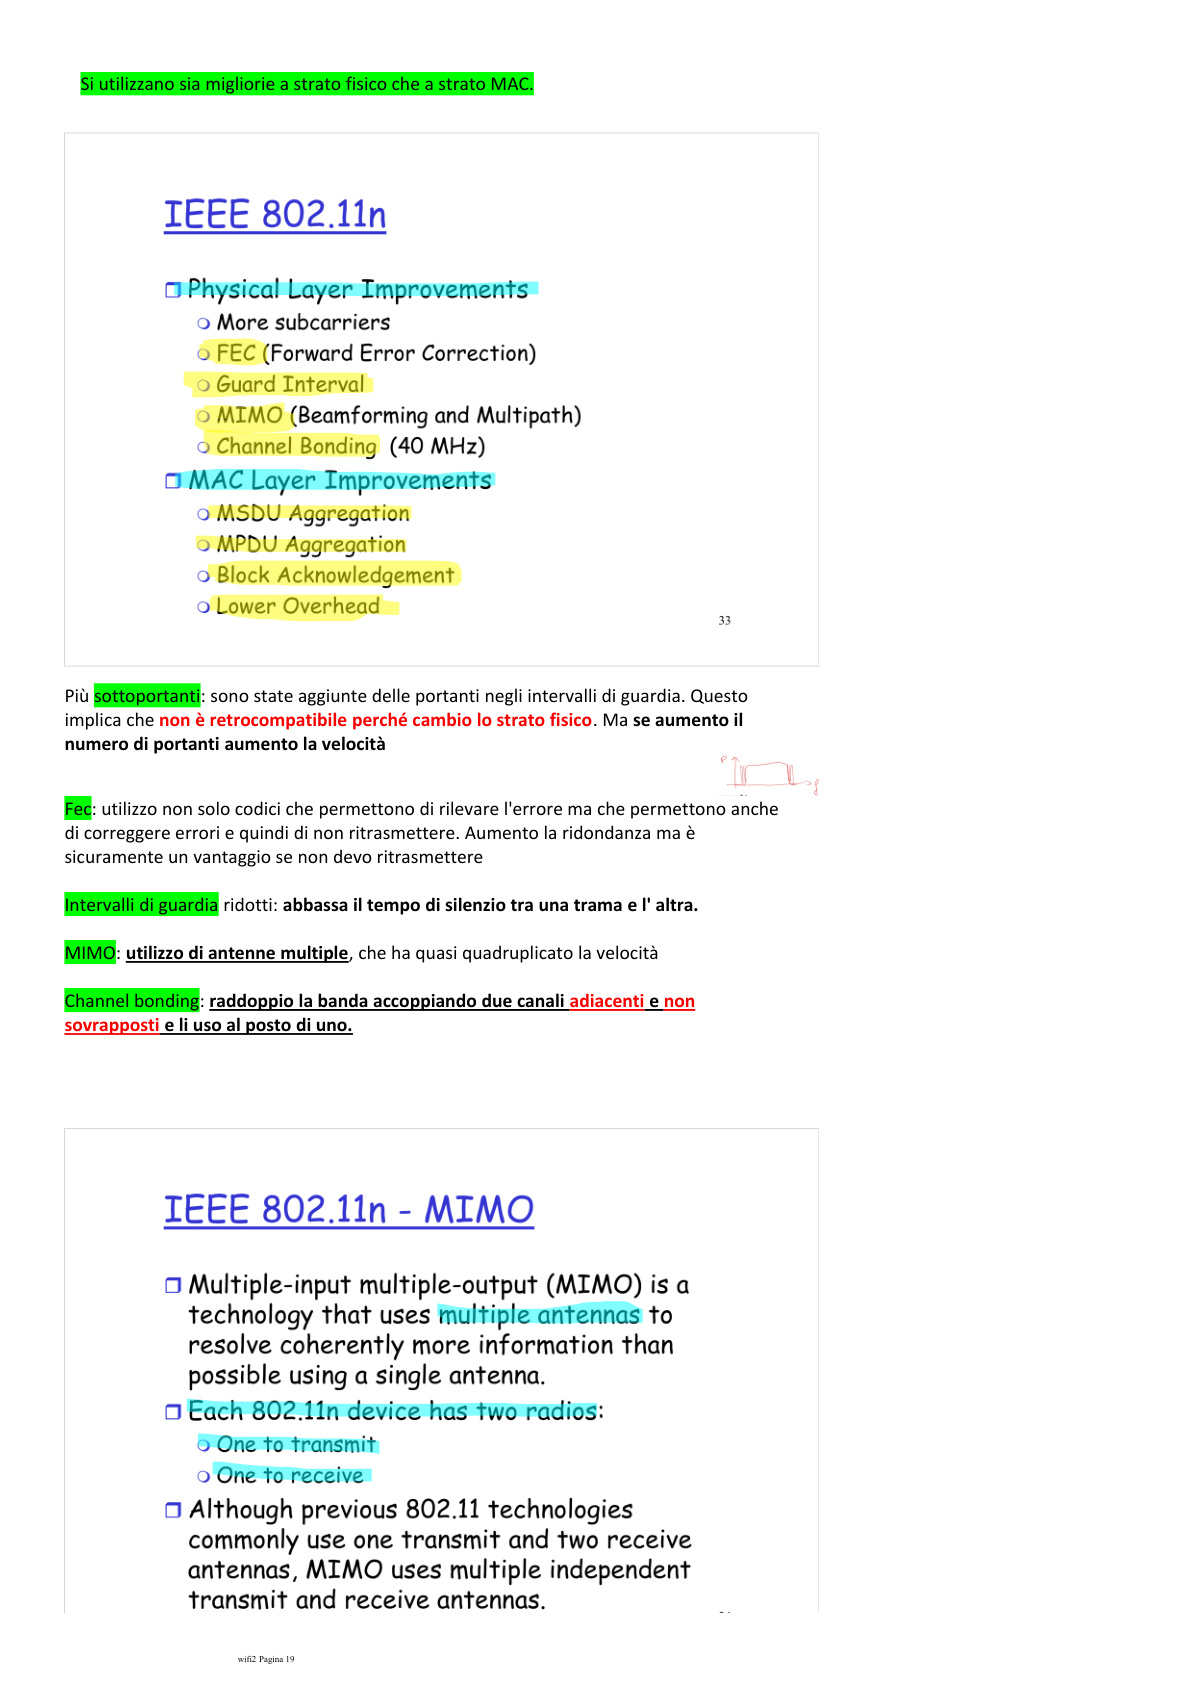 Si utilizzano sia migliorie a strato fisico che a strato MAC.
IEEE 802.11n
Physical Layer Improvements
More subcarriers
FEC (Forward Error Correction)
Guard Interval
MIMO (Beamforming and Multipath)
Channel Bonding (40 MHz)
MAC Layer Improvements
MSDU Aggregation
MPDU Aggregation
Block Acknowledgement
Lower Overhead
33
Più sottoportanti: sono state aggiunte delle portanti negli intervalli di guardia. Questo
implica che non è retrocompatibile perché cambio lo strato fisico. Ma se aumento il
numero di portanti aumento la velocità
P
f
Fec: utilizzo non solo codici che permettono di rilevare l'errore ma che permettono anche
di correggere errori e quindi di non ritrasmettere. Aumento la ridondanza ma è
sicuramente un vantaggio se non devo ritrasmettere
Intervalli di guardia ridotti: abbassa il tempo di silenzio tra una trama e l' altra.
MIMO: utilizzo di antenne multiple, che ha quasi quadruplicato la velocità
Channel bonding: raddoppio la banda accoppiando due canali adiacenti e non
sovrapposti e li uso al posto di uno.
IEEE 802.11n - MIMO
Multiple-input multiple-output (MIMO) is a
technology that uses multiple antennas to
resolve coherently more information than
possible using a single antenna.
Each 802.11n device has two radios:
One to transmit
One to receive
Although previous 802.11 technologies
commonly use one transmit and two receive
antennas, MIMO uses multiple independent
transmit and receive antennas.
wifi2 Pagina 19